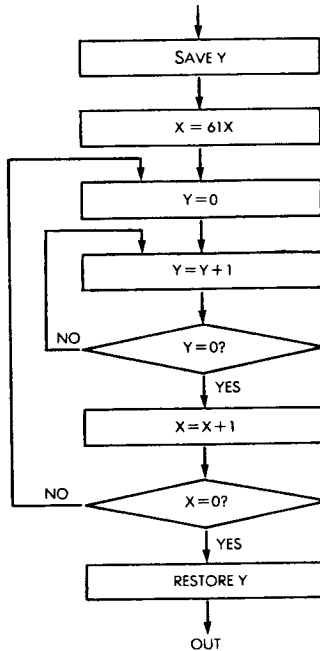 SAVE Y
X = 61X
Y=0
Y=Y+1
NO
Y=0?
YES
X=X+1
NO
X=0?
YES
RESTORE Y
OUT